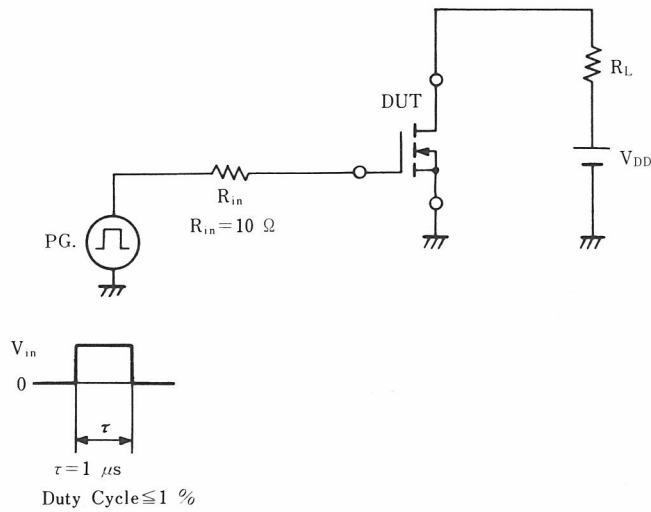 DUT
R_L
V_DD
R_in
R_in=10 Ω
PG.
V_in
0
τ
τ=1 μs
Duty Cycle≦1 %